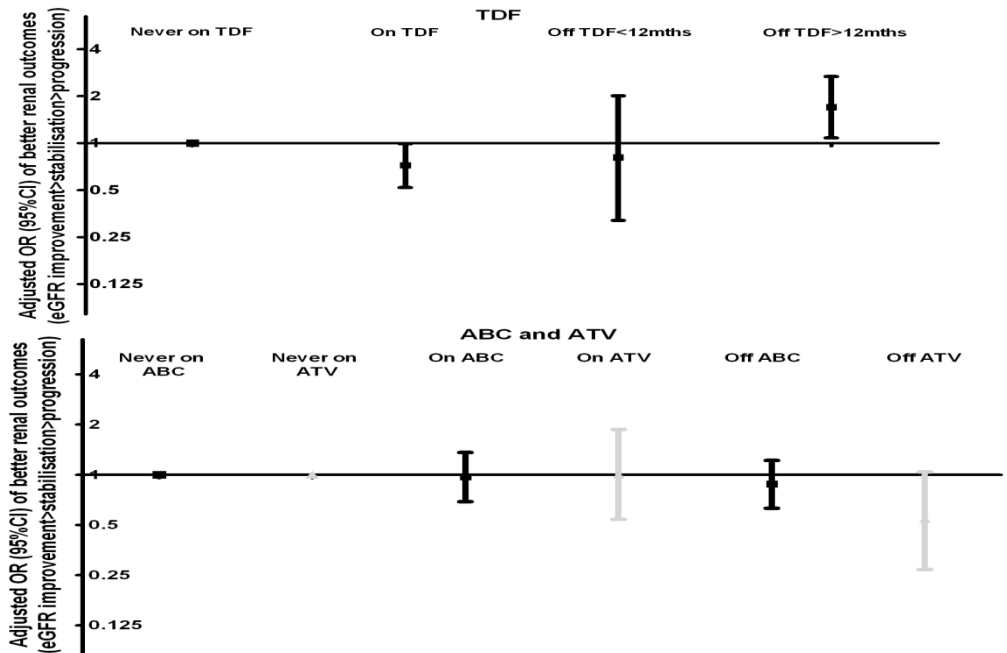 TDF
Never on TDF
On TDF
Off TDF<12mths
Off TDF>12mths
Adjusted OR (95%CI) of better renal outcomes
(eGFR improvement>stabilisation>progression)
4
2
1
0.5
0.25
0.125
ABC and ATV
Never on
ABC
Never on
ATV
On ABC
On ATV
Off ABC
Off ATV
Adjusted OR (95%CI) of better renal outcomes
(eGFR improvement>stabilisation>progression)
4
2
1
0.5
0.25
0.125